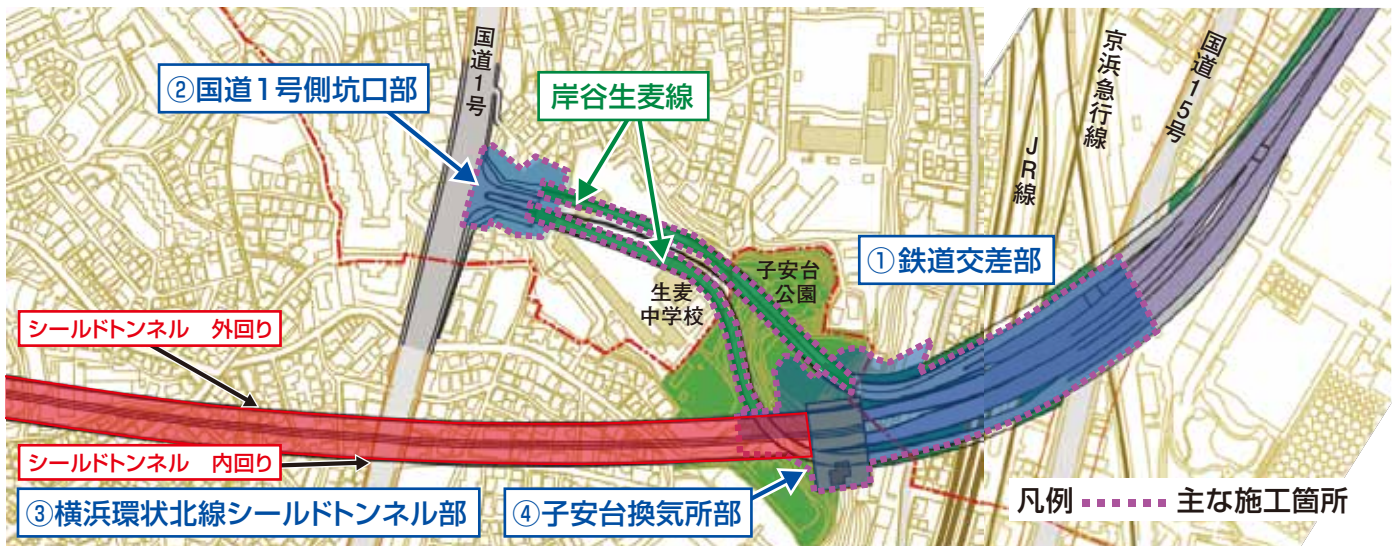 国道1号
②国道1号側坑口部
岸谷生麦線
京浜急行線
国道15号
JR線
①鉄道交差部
子安台
公園
生麦
中学校
シールドトンネル 外回り
シールドトンネル 内回り
③横浜環状北線シールドトンネル部
④子安台換気所部
凡例 主な施工箇所